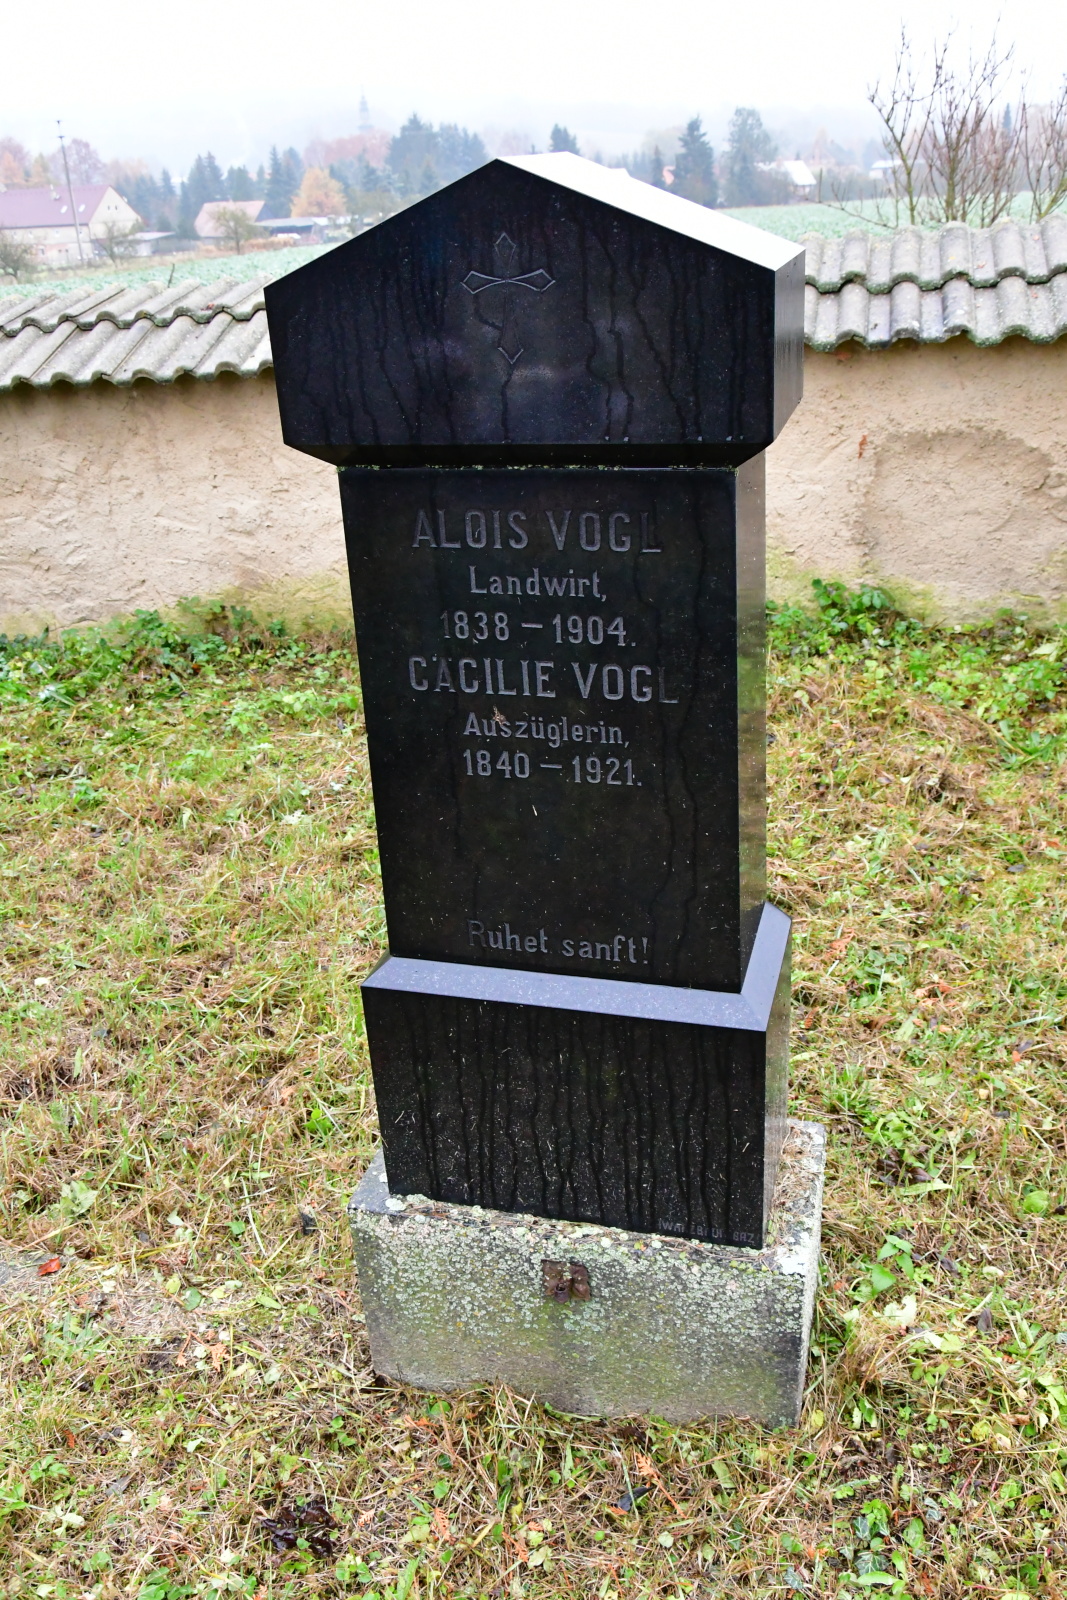 ALOIS VOGL
Landwirt,
1838 – 1904.
CÄCILIE VOGL
Auszüglerin,
1840 – 1921.
Ruhet sanft!